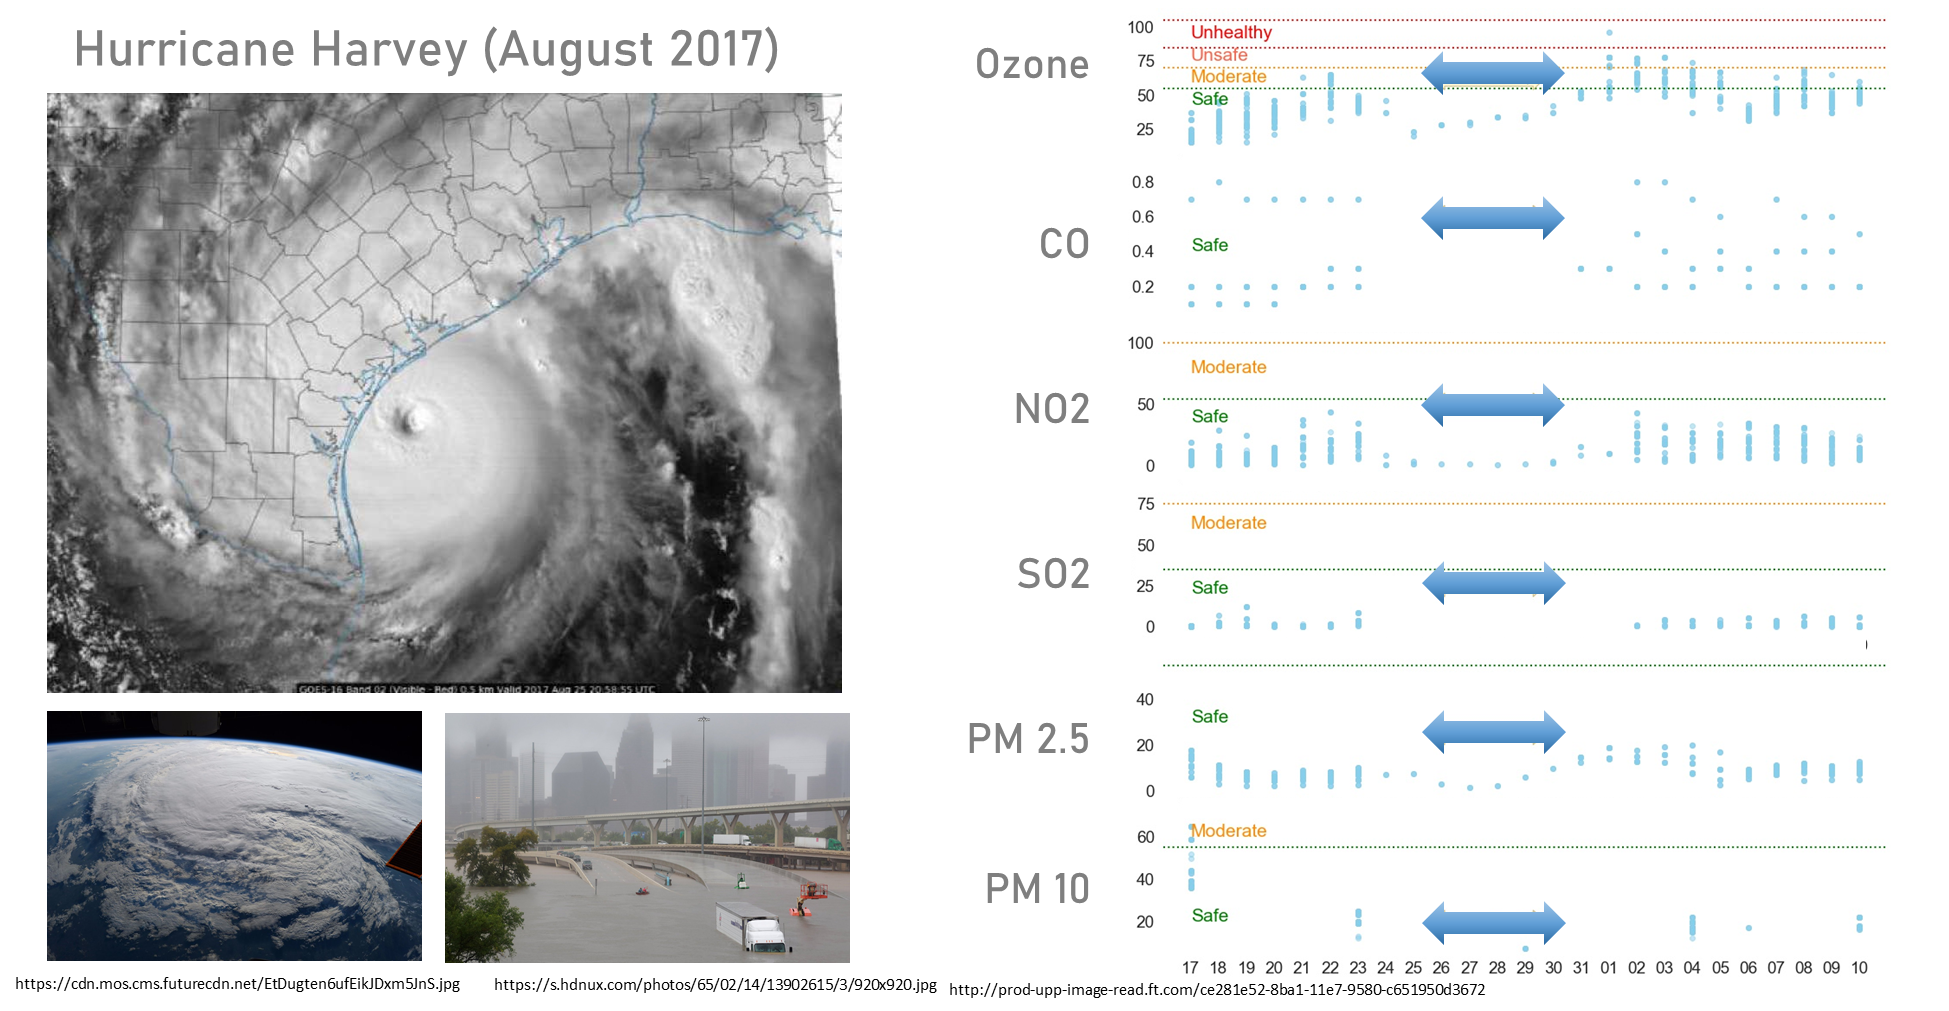 Hurricane Harvey (August 2017)
GOES-16 Band 02 (Visible - Red) 0.5 km Valid 2017 Aug 25 20:58:55 UTC
https://cdn.mos.cms.futurecdn.net/EtDugten6ufEikJDxm5JnS.jpg
https://s.hdnux.com/photos/65/02/14/13902615/3/920x920.jpg
Ozone
100
75
50
25
Unhealthy
Unsafe
Moderate
Safe
CO
0.8
0.6
0.4
0.2
Safe
NO2
100
50
0
Moderate
Safe
SO2
75
50
25
0
Moderate
Safe
PM 2.5
40
20
0
Safe
PM 10
60
40
20
Moderate
Safe
17 18 19 20 21 22 23 24 25 26 27 28 29 30 31 01 02 03 04 05 06 07 08 09 10
http://prod-upp-image-read.ft.com/ce281e52-8ba1-11e7-9580-c651950d3672